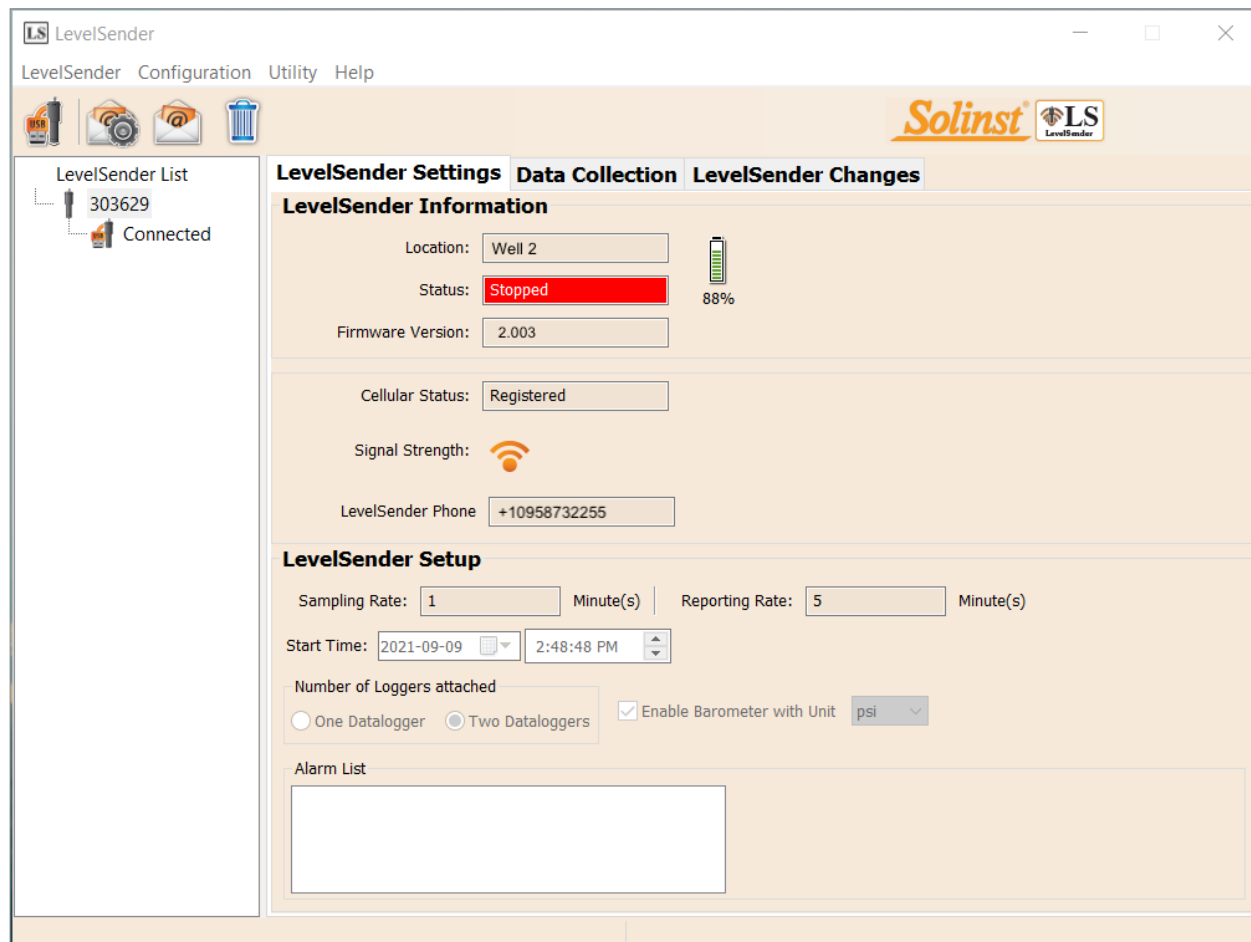 LS LevelSender
LevelSender Configuration Utility Help
USB
Solinst® LS
LevelSender
LevelSender List
303629
Connected
LevelSender Settings Data Collection LevelSender Changes
LevelSender Information
Location: Well 2
Status: Stopped
88%
Firmware Version: 2.003
Cellular Status: Registered
Signal Strength:
LevelSender Phone +10958732255
LevelSender Setup
Sampling Rate: 1 Minute(s) Reporting Rate: 5 Minute(s)
Start Time: 2021-09-09 2:48:48 PM
Number of Loggers attached
One Datalogger Two Dataloggers Enable Barometer with Unit psi
Alarm List